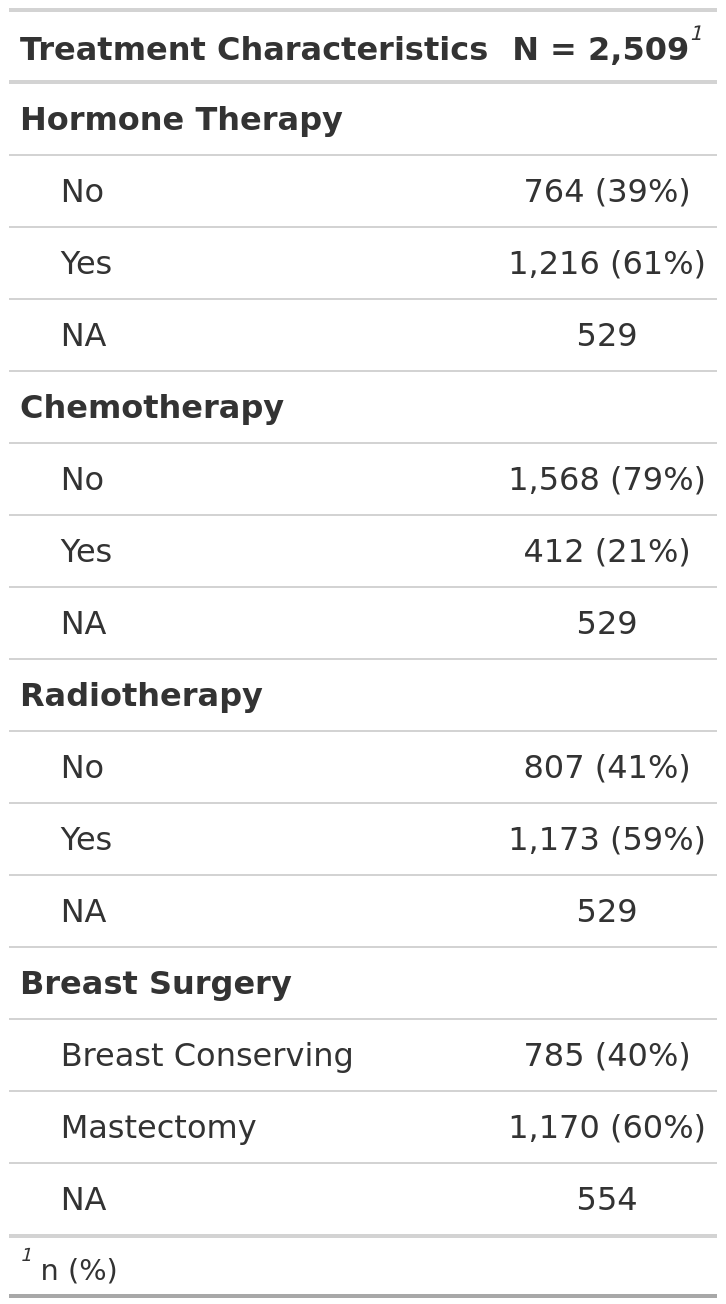 Treatment Characteristics N = 2,509¹
Hormone Therapy
No 764 (39%)
Yes 1,216 (61%)
NA 529
Chemotherapy
No 1,568 (79%)
Yes 412 (21%)
NA 529
Radiotherapy
No 807 (41%)
Yes 1,173 (59%)
NA 529
Breast Surgery
Breast Conserving 785 (40%)
Mastectomy 1,170 (60%)
NA 554
¹ n (%)